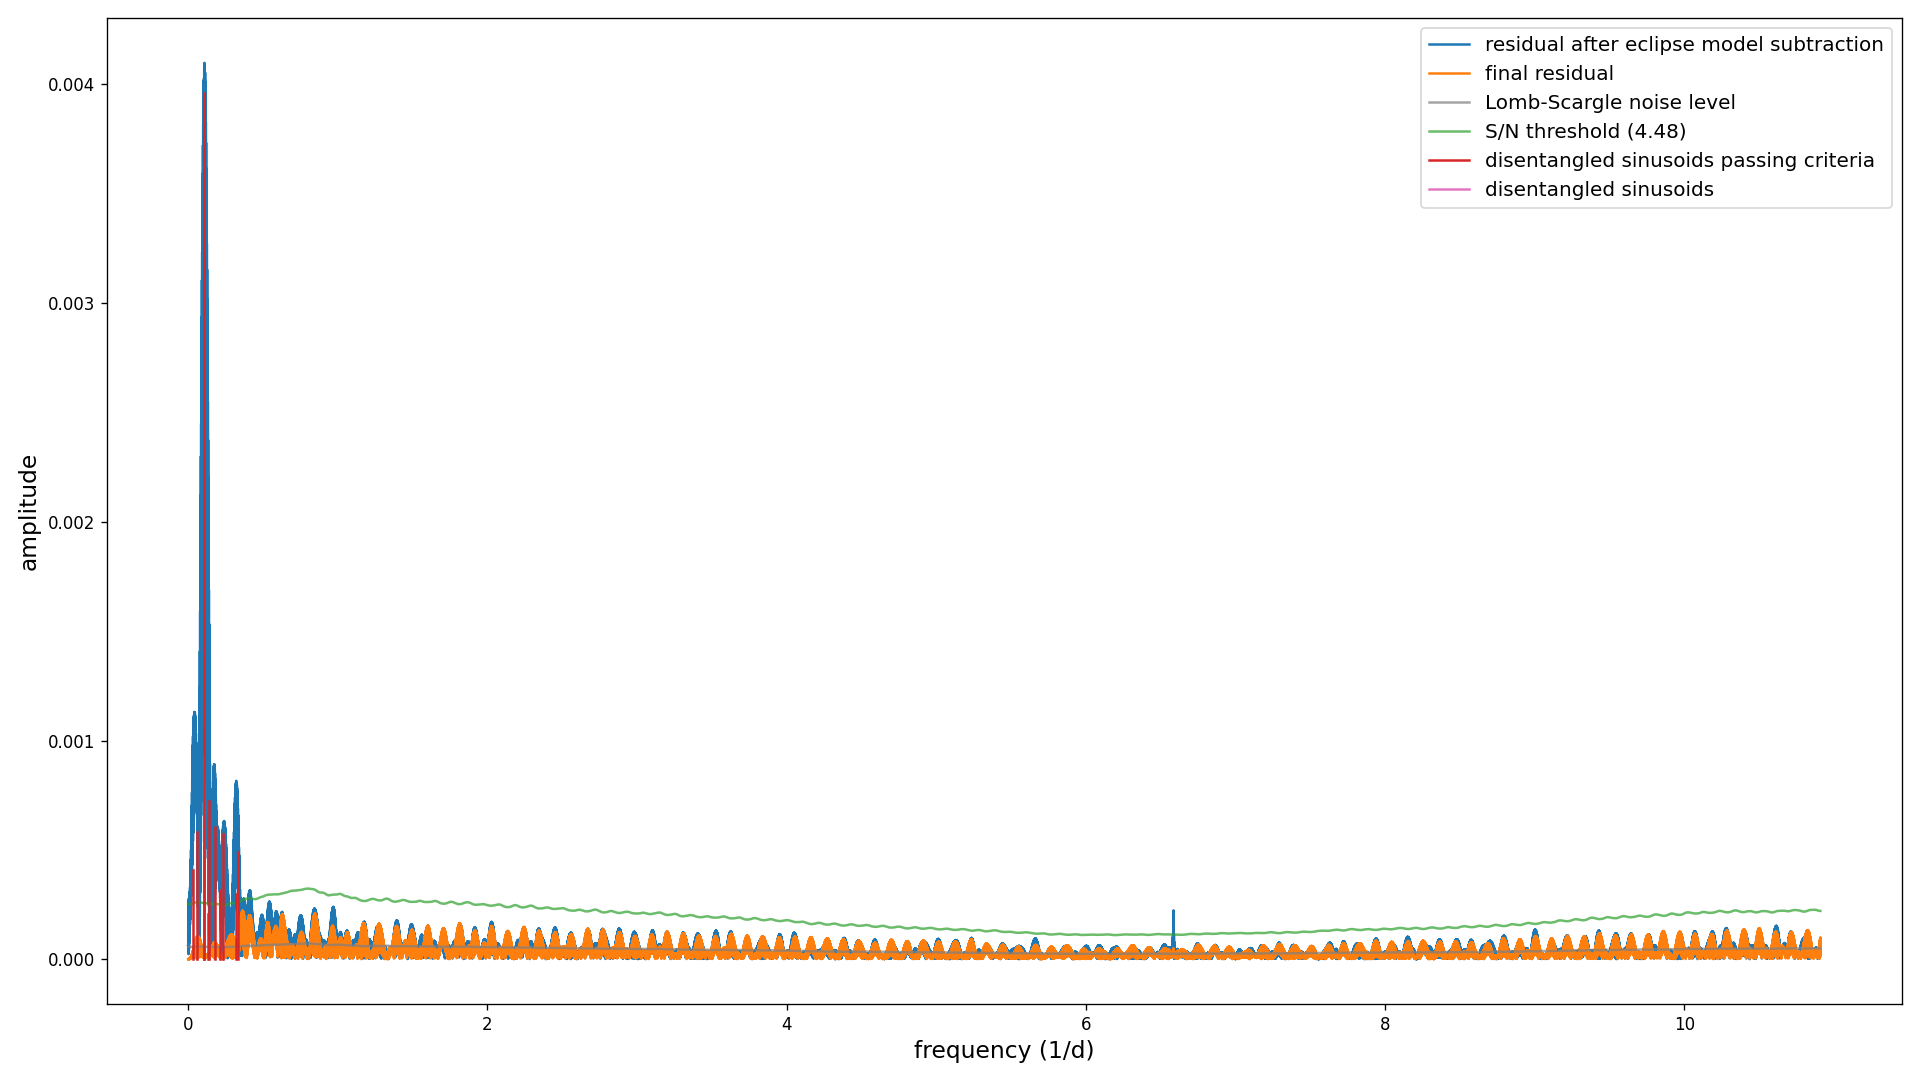 residual after eclipse model subtraction
final residual
Lomb-Scargle noise level
S/N threshold (4.48)
disentangled sinusoids passing criteria
disentangled sinusoids
0.004
0.003
0.002
0.001
0.000
amplitude
0 2 4 6 8 10
frequency (1/d)